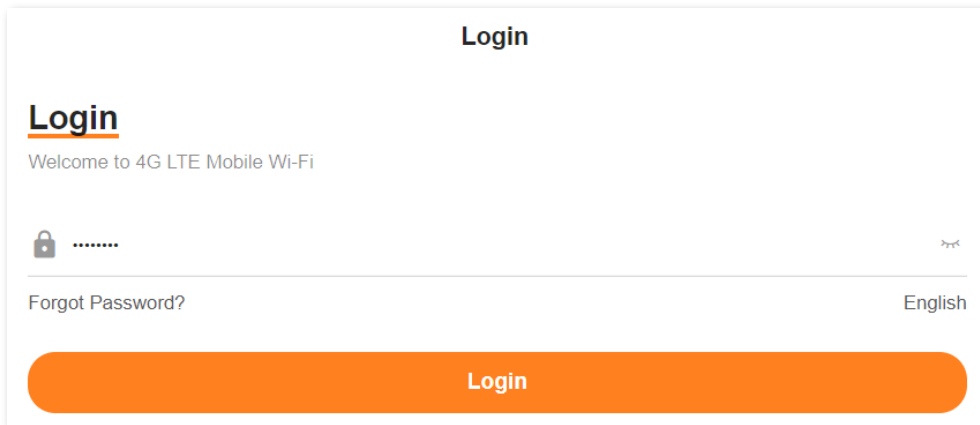 Login
Login
Welcome to 4G LTE Mobile Wi-Fi
········
Forgot Password?
English
Login